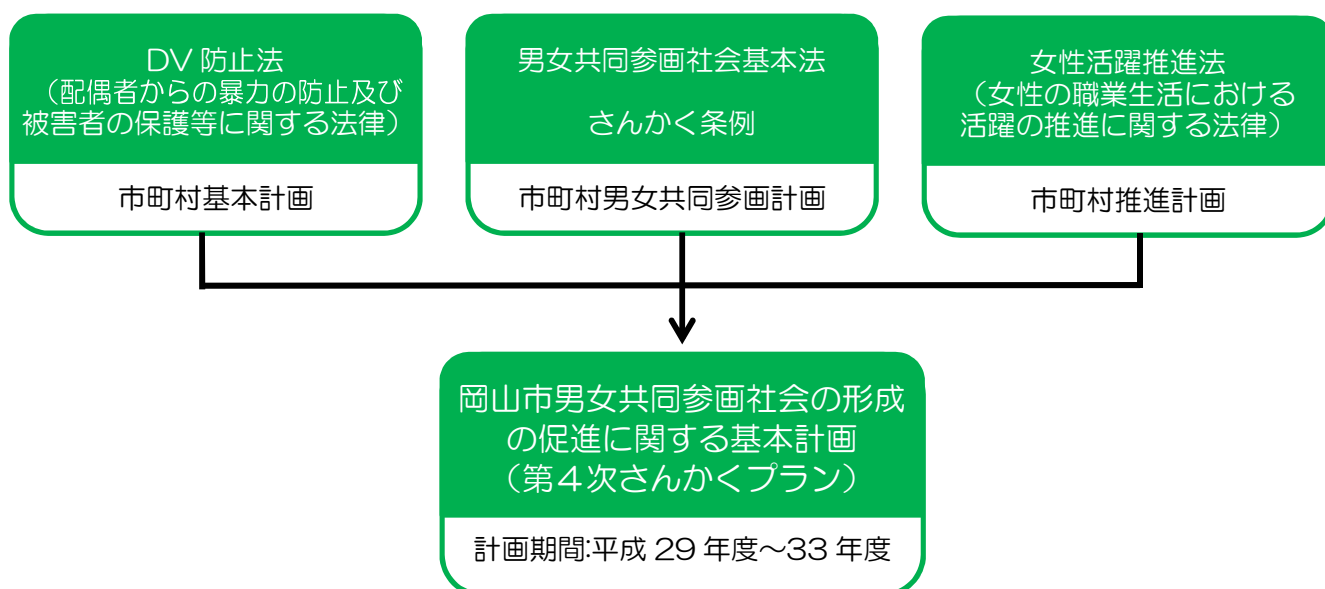 DV 防止法
（配偶者からの暴力の防止及び
被害者の保護等に関する法律）
市町村基本計画
男女共同参画社会基本法
さんかく条例
市町村男女共同参画計画
女性活躍推進法
（女性の職業生活における
活躍の推進に関する法律）
市町村推進計画
岡山市男女共同参画社会の形成
の促進に関する基本計画
（第４次さんかくプラン）
計画期間:平成 29 年度～33 年度